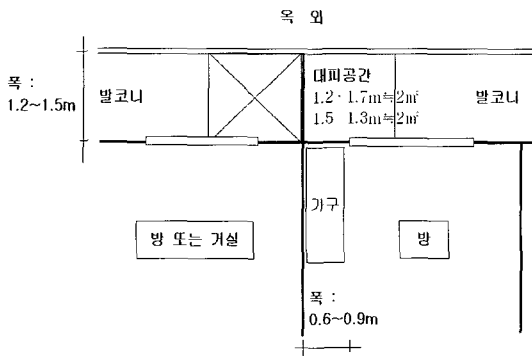 옥 외
폭 :
1.2~1.5m
발코니
대피공간
1.2 · 1.7m≒2㎡
1.5 1.3m≒2㎡
발코니
가구
방 또는 거실
방
폭 :
0.6~0.9m